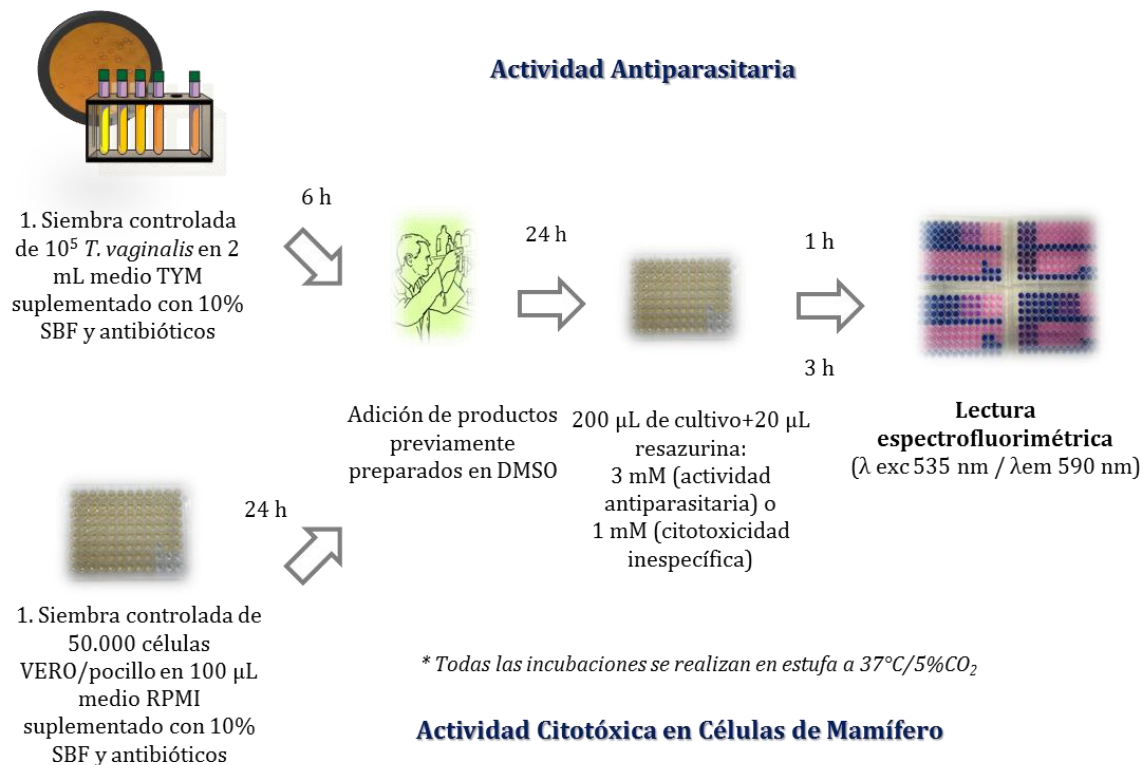 Actividad Antiparasitaria
1. Siembra controlada
de 10⁵ T. vaginalis en 2
mL medio TYM
suplementado con 10%
SBF y antibióticos
6 h
24 h
1 h
3 h
Adición de productos
previamente
preparados en DMSO
200 µL de cultivo+20 µL
resazurina:
3 mM (actividad
antiparasitaria) o
1 mM (citotoxicidad
inespecífica)
Lectura
espectrofluorimétrica
(λ exc 535 nm / λem 590 nm)
24 h
1. Siembra controlada de
50.000 células
VERO/pocillo en 100 µL
medio RPMI
suplementado con 10%
SBF y antibióticos
* Todas las incubaciones se realizan en estufa a 37°C/5%CO₂
Actividad Citotóxica en Células de Mamífero